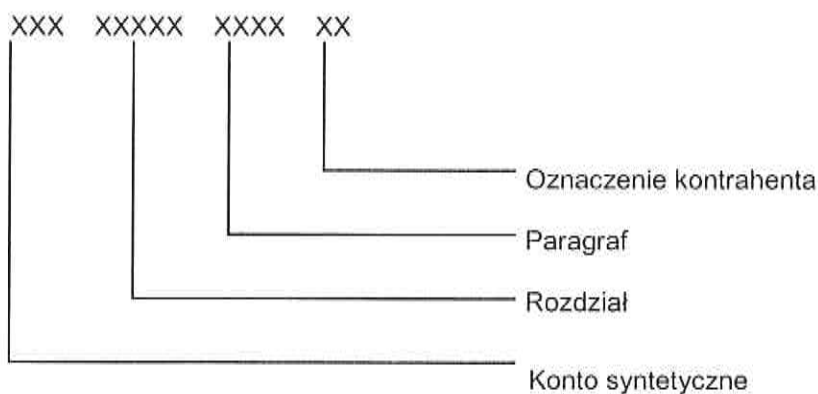 XXX XXXXX XXXX XX
Oznaczenie kontrahenta
Paragraf
Rozdział
Konto syntetyczne